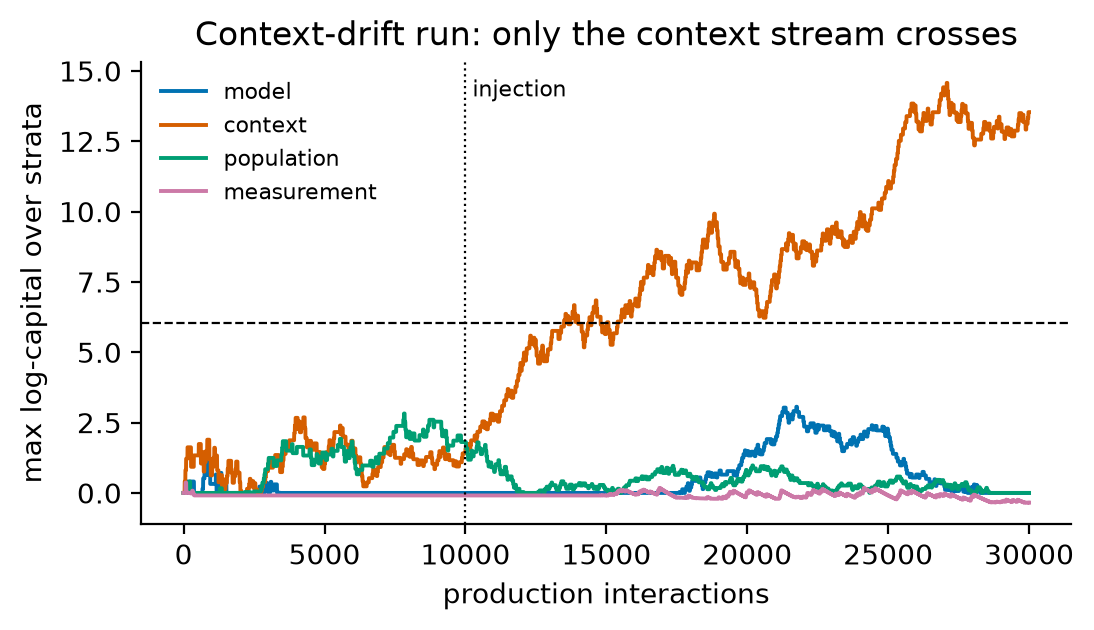 Context-drift run: only the context stream crosses
max log-capital over strata
15.0
12.5
10.0
7.5
5.0
2.5
0.0
model
context
population
measurement
injection
0
5000
10000
15000
20000
25000
30000
production interactions